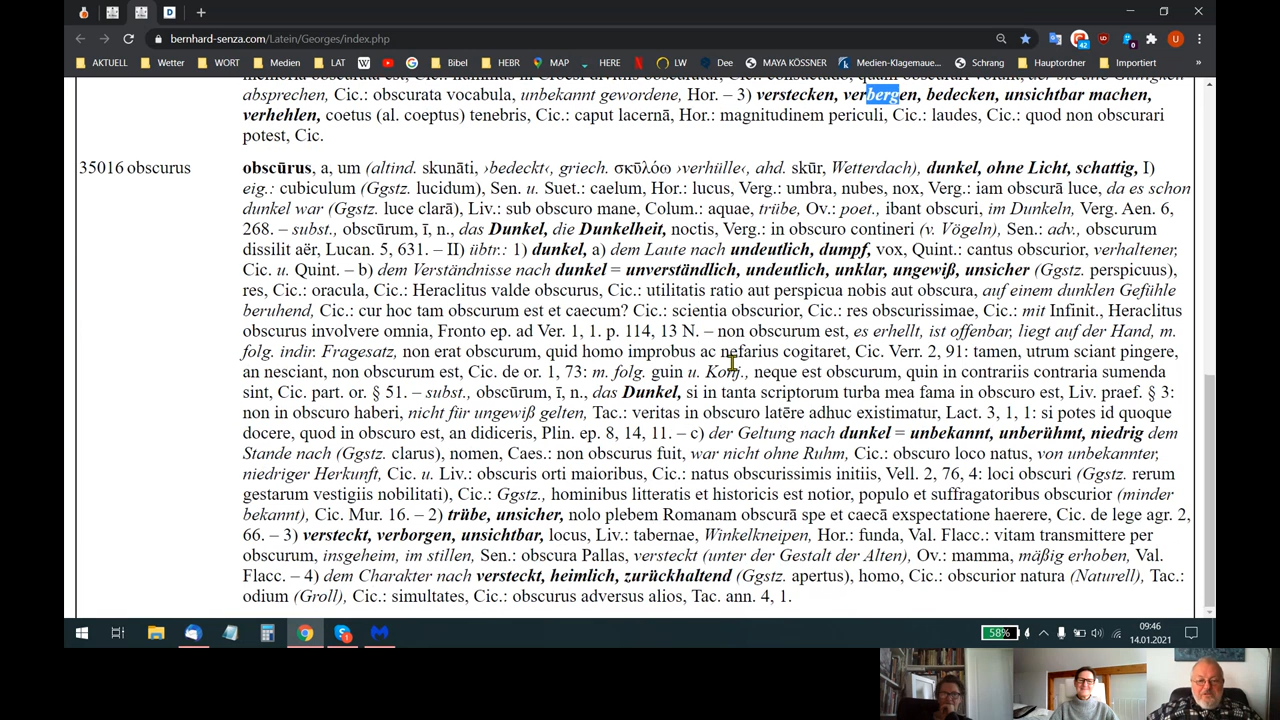 D
bernhard-senza.com/Latein/Georges/index.php
42
0
U
AKTUELL Wetter WORT Medien LAT W Bibel HEBR MAP HERE LW Dee MAYA KÖSSNER Medien-Klagemaue... Schrang Hauptordner Importiert
absprechen, Cic.: obscurata vocabula, unbekannt gewordene, Hor. – 3) verstecken, verbergen, bedecken, unsichtbar machen,
verhehlen, coetus (al. coeptus) tenebris, Cic.: caput lacernā, Hor.: magnitudinem periculi, Cic.: laudes, Cic.: quod non obscurari
potest, Cic.
35016 obscurus
obscūrus, a, um (altind. skunāti, ›bedeckt‹, griech. σκῡλόω ›verhülle‹, ahd. skūr, Wetterdach), dunkel, ohne Licht, schattig, I)
eig.: cubiculum (Ggstz. lucidum), Sen. u. Suet.: caelum, Hor.: lucus, Verg.: umbra, nubes, nox, Verg.: iam obscurā luce, da es schon
dunkel war (Ggstz. luce clarā), Liv.: sub obscuro mane, Colum.: aquae, trübe, Ov.: poet., ibant obscuri, im Dunkeln, Verg. Aen. 6,
268. – subst., obscūrum, ī, n., das Dunkel, die Dunkelheit, noctis, Verg.: in obscuro contineri (v. Vögeln), Sen.: adv., obscurum
dissilit aër, Lucan. 5, 631. – II) übtr.: 1) dunkel, a) dem Laute nach undeutlich, dumpf, vox, Quint.: cantus obscurior, verhaltener,
Cic. u. Quint. – b) dem Verständnisse nach dunkel = unverständlich, undeutlich, unklar, ungewiß, unsicher (Ggstz. perspicuus),
res, Cic.: oracula, Cic.: Heraclitus valde obscurus, Cic.: utilitatis ratio aut perspicua nobis aut obscura, auf einem dunklen Gefühle
beruhend, Cic.: cur hoc tam obscurum est et caecum? Cic.: scientia obscurior, Cic.: res obscurissimae, Cic.: mit Infinit., Heraclitus
obscurus involvere omnia, Fronto ep. ad Ver. 1, 1. p. 114, 13 N. – non obscurum est, es erhellt, ist offenbar, liegt auf der Hand, m.
folg. indir. Fragesatz, non erat obscurum, quid homo improbus ac nefarius cogitaret, Cic. Verr. 2, 91: tamen, utrum sciant pingere,
an nesciant, non obscurum est, Cic. de or. 1, 73: m. folg. guin u. Konj., neque est obscurum, quin in contrariis contraria sumenda
sint, Cic. part. or. § 51. – subst., obscūrum, ī, n., das Dunkel, si in tanta scriptorum turba mea fama in obscuro est, Liv. praef. § 3:
non in obscuro haberi, nicht für ungewiß gelten, Tac.: veritas in obscuro latēre adhuc existimatur, Lact. 3, 1, 1: si potes id quoque
docere, quod in obscuro est, an didiceris, Plin. ep. 8, 14, 11. – c) der Geltung nach dunkel = unbekannt, unberühmt, niedrig dem
Stande nach (Ggstz. clarus), nomen, Caes.: non obscurus fuit, war nicht ohne Ruhm, Cic.: obscuro loco natus, von unbekannter,
niedriger Herkunft, Cic. u. Liv.: obscuris orti maioribus, Cic.: natus obscurissimis initiis, Vell. 2, 76, 4: loci obscuri (Ggstz. rerum
gestarum vestigiis nobilitati), Cic.: Ggstz., hominibus litteratis et historicis est notior, populo et suffragatoribus obscurior (minder
bekannt), Cic. Mur. 16. – 2) trübe, unsicher, nolo plebem Romanam obscurā spe et caecā exspectatione haerere, Cic. de lege agr. 2,
66. – 3) versteckt, verborgen, unsichtbar, locus, Liv.: tabernae, Winkelkneipen, Hor.: funda, Val. Flacc.: vitam transmittere per
obscurum, insgeheim, im stillen, Sen.: obscura Pallas, versteckt (unter der Gestalt der Alten), Ov.: mamma, mäßig erhoben, Val.
Flacc. – 4) dem Charakter nach versteckt, heimlich, zurückhaltend (Ggstz. apertus), homo, Cic.: obscurior natura (Naturell), Tac.:
odium (Groll), Cic.: simultates, Cic.: obscurus adversus alios, Tac. ann. 4, 1.
58%
09:46
14.01.2021